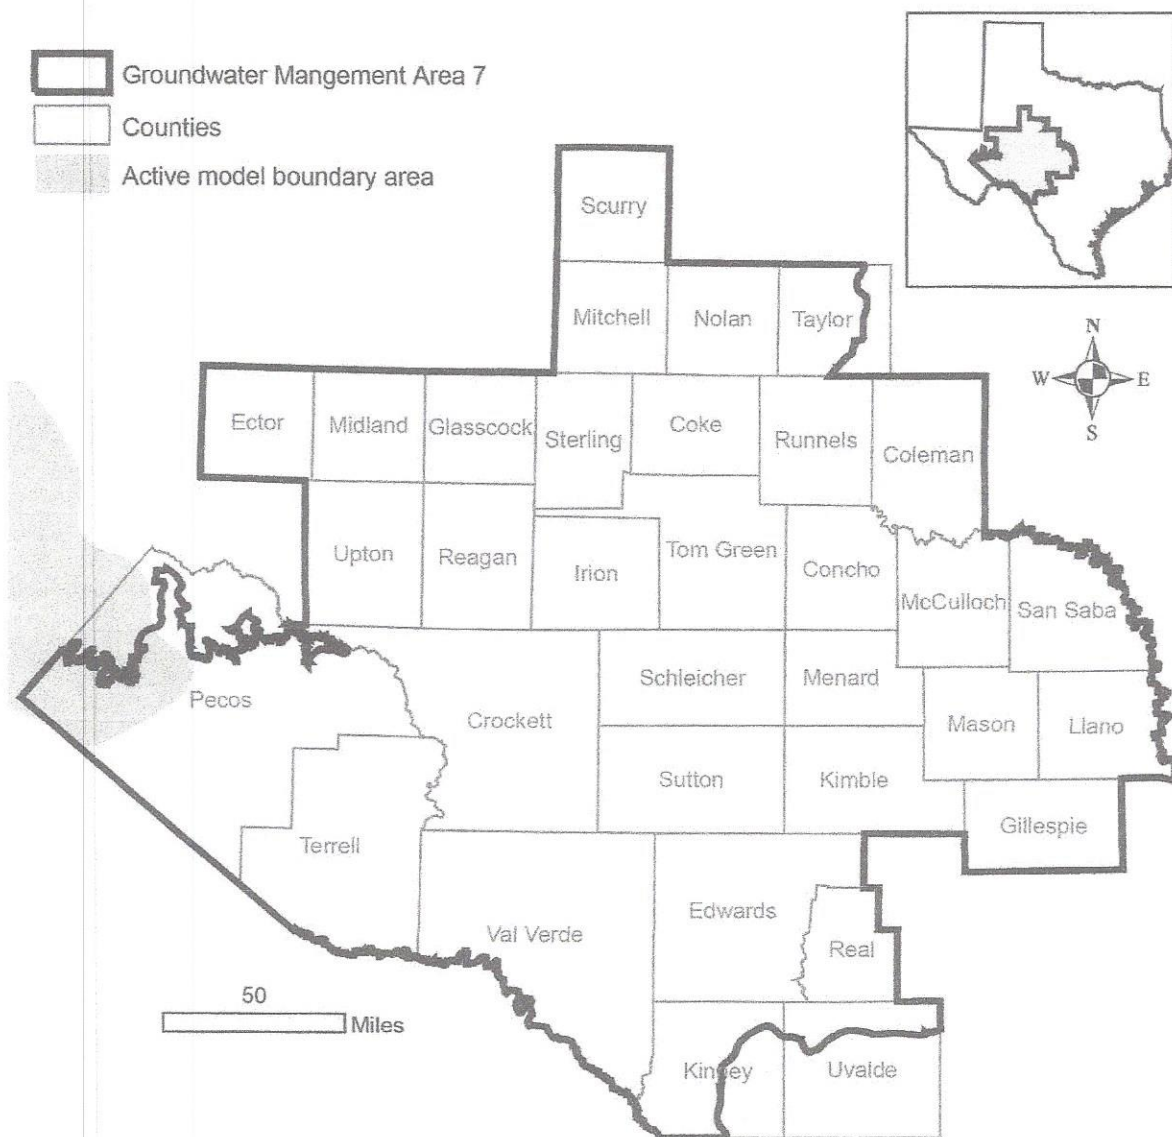 Groundwater Mangement Area 7
Counties
Active model boundary area
Scurry
Mitchell
Nolan
Taylor
N
W
E
S
Ector
Midland
Glasscock
Sterling
Coke
Runnels
Coleman
Upton
Reagan
Irion
Tom Green
Concho
McCulloch
San Saba
Pecos
Crockett
Schleicher
Menard
Mason
Llano
Sutton
Kimble
Terrell
Gillespie
Val Verde
Edwards
Real
50
Miles
Kinney
Uvalde